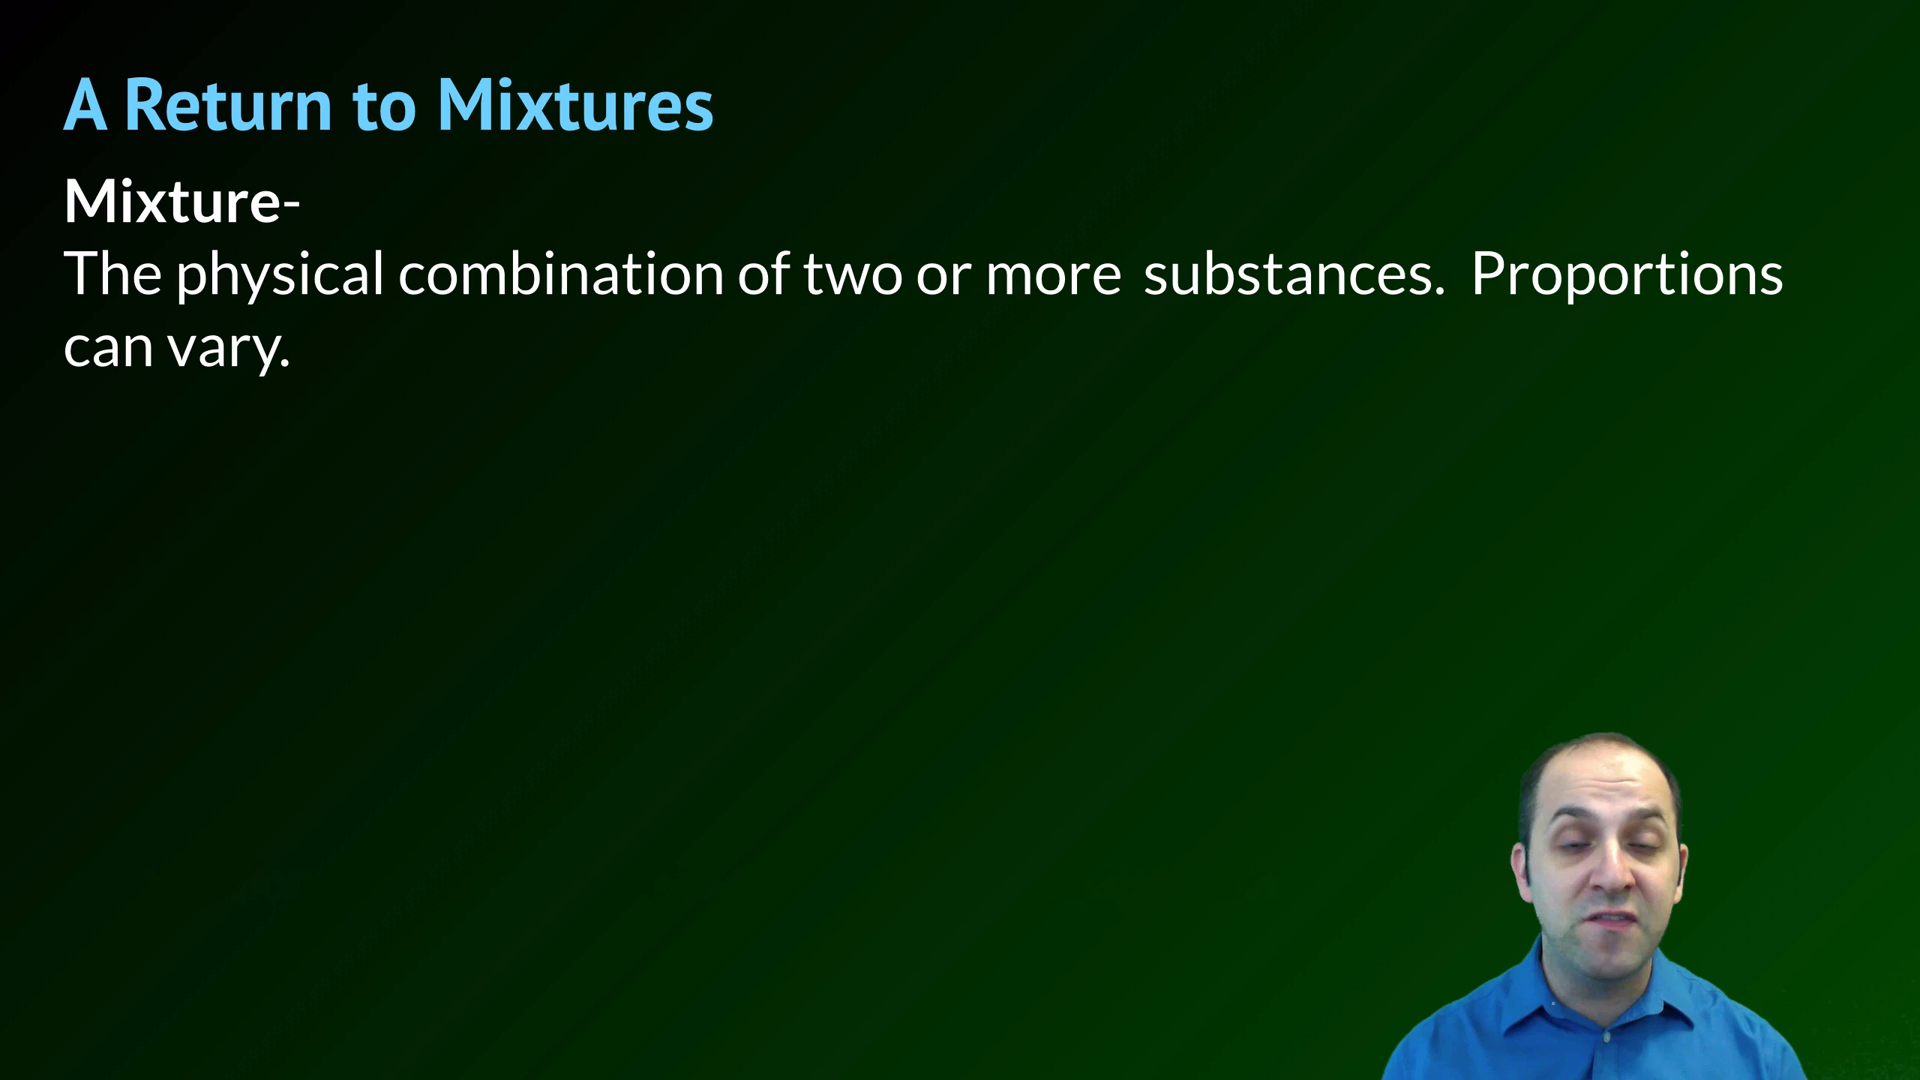 A Return to Mixtures
Mixture-
The physical combination of two or more substances. Proportions
can vary.